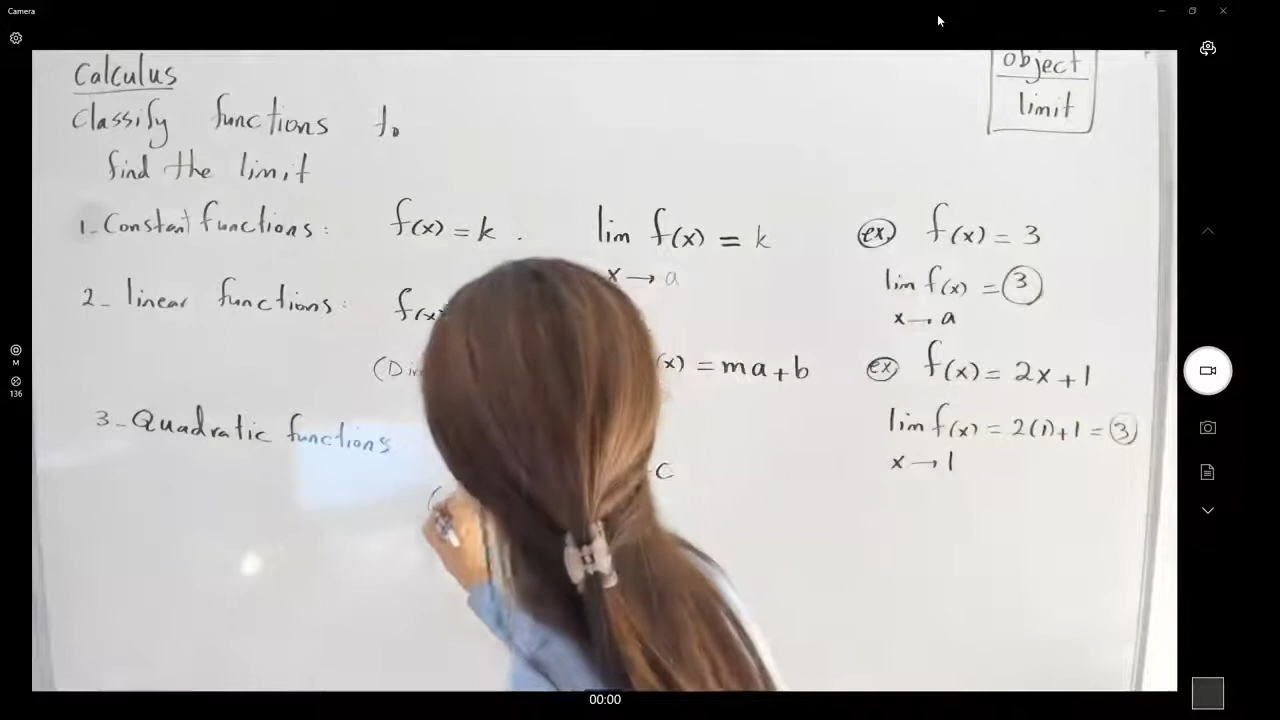 Camera
Calculus
Classify functions to
find the limit
object
limit
1- Constant functions: f(x) = k . lim f(x) = k
x → a
ex. f(x) = 3
lim f(x) = 3
x → a
2- linear functions:
(x) = ma+b
ex f(x) = 2x+1
lim f(x) = 2(1)+1 = 3
x → 1
3- Quadratic functions
C
M
136
00:00